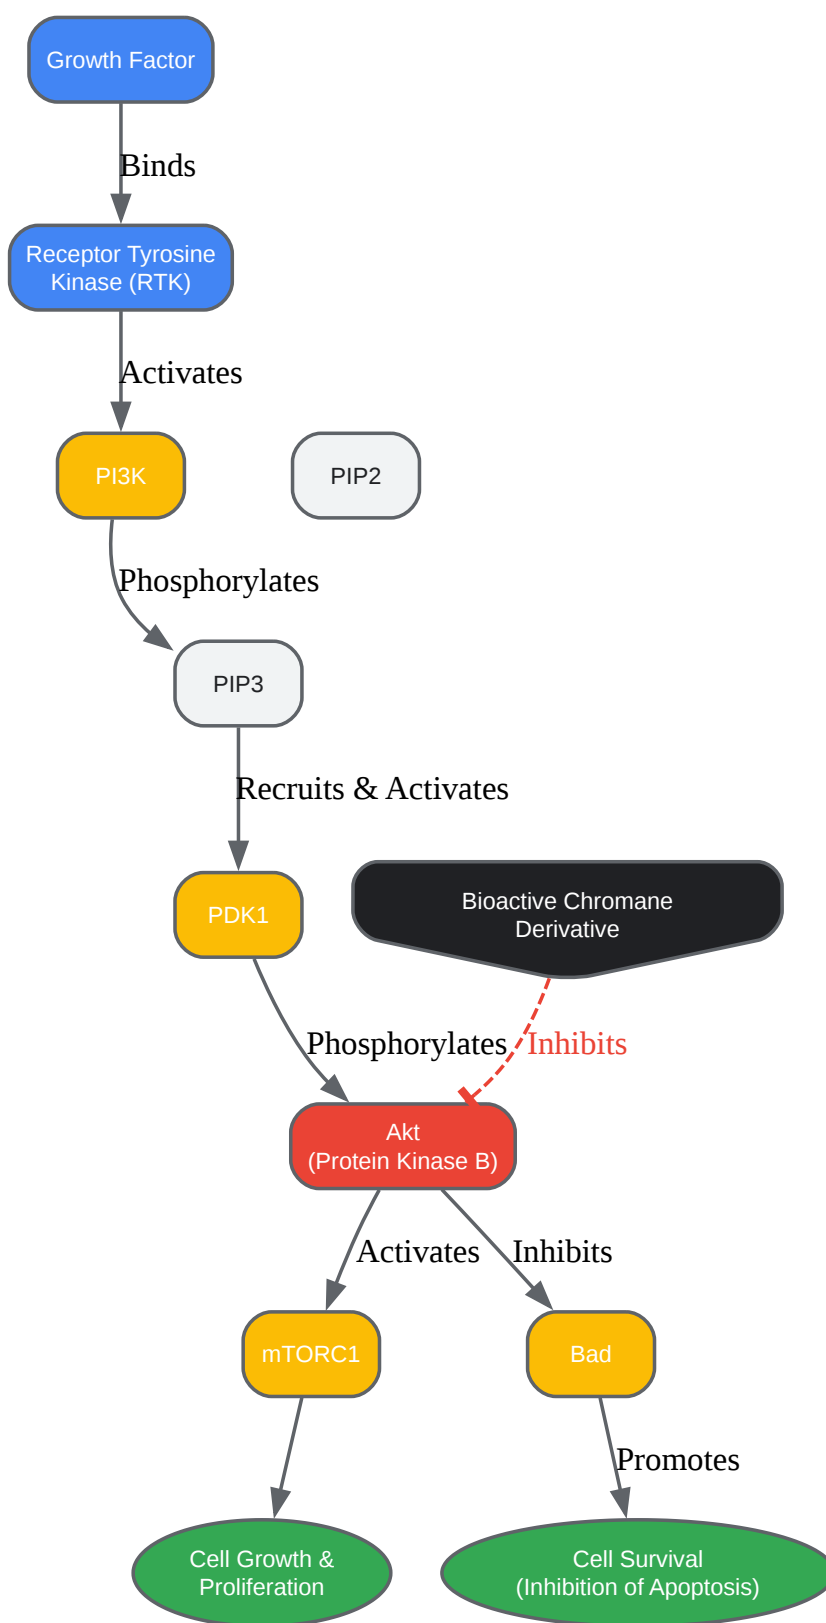 Growth Factor
Binds
Receptor Tyrosine
Kinase (RTK)
Activates
PI3K
PIP2
Phosphorylates
PIP3
Recruits & Activates
PDK1
Bioactive Chromane
Derivative
Phosphorylates
Inhibits
Akt
(Protein Kinase B)
Activates
Inhibits
mTORC1
Bad
Promotes
Cell Growth &
Proliferation
Cell Survival
(Inhibition of Apoptosis)